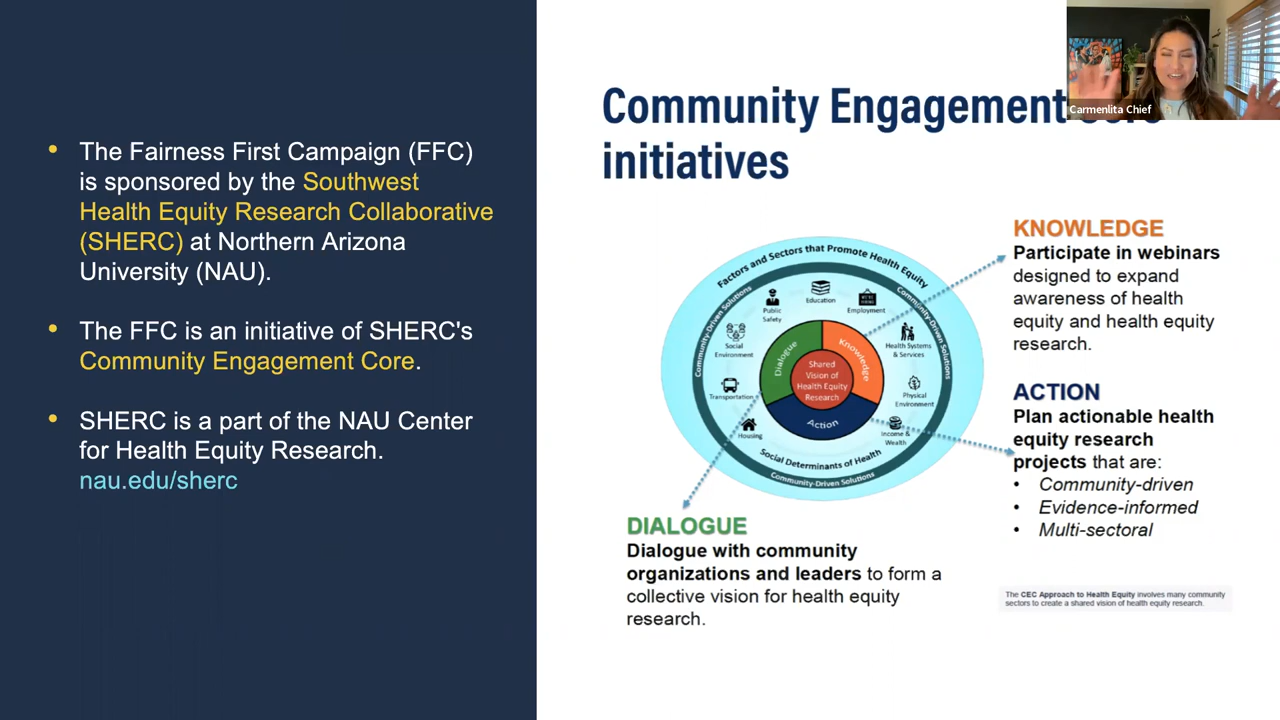 • The Fairness First Campaign (FFC)
is sponsored by the Southwest
Health Equity Research Collaborative
(SHERC) at Northern Arizona
University (NAU).
• The FFC is an initiative of SHERC's
Community Engagement Core.
• SHERC is a part of the NAU Center
for Health Equity Research.
nau.edu/sherc
Carmenlita Chief
Community Engagement
initiatives
Factors and Sectors that Promote Health Equity
Community-Driven Solutions
Community-Driven Solutions
Community-Driven Solutions
Social Determinants of Health
Education
Public
Safety
Employment
Social
Environment
Health Systems
& Services
Transportation
Physical
Environment
Housing
Income &
Wealth
Dialogue
Knowledge
Action
Shared
Vision of
Health Equity
Research
KNOWLEDGE
Participate in webinars
designed to expand
awareness of health
equity and health equity
research.
ACTION
Plan actionable health
equity research
projects that are:
• Community-driven
• Evidence-informed
• Multi-sectoral
DIALOGUE
Dialogue with community
organizations and leaders to form a
collective vision for health equity
research.
The CEC Approach to Health Equity involves many community
sectors to create a shared vision of health equity research.